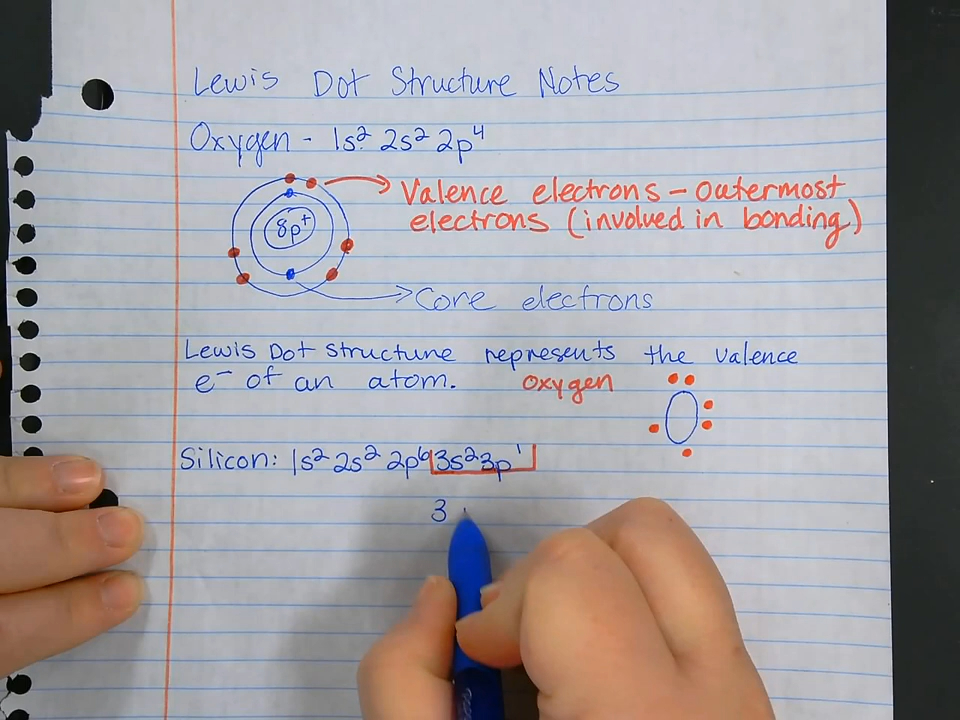 Lewis Dot Structure Notes
Oxygen - 1s² 2s² 2p⁴
8p⁺
Valence electrons - outermost
electrons (involved in bonding)
Core electrons
Lewis Dot structure represents the valence
e⁻ of an atom. oxygen
O
Silicon: 1s² 2s² 2p⁶ 3s² 3p¹
3